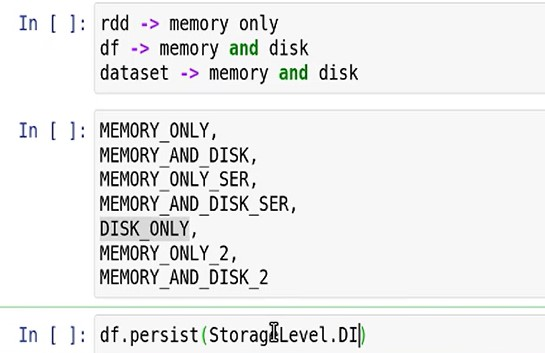 In [ ]: rdd -> memory only
df -> memory and disk
dataset -> memory and disk
In [ ]: MEMORY_ONLY,
MEMORY_AND_DISK,
MEMORY_ONLY_SER,
MEMORY_AND_DISK_SER,
DISK_ONLY,
MEMORY_ONLY_2,
MEMORY_AND_DISK_2
In [ ]: df.persist(StorageLevel.DI)